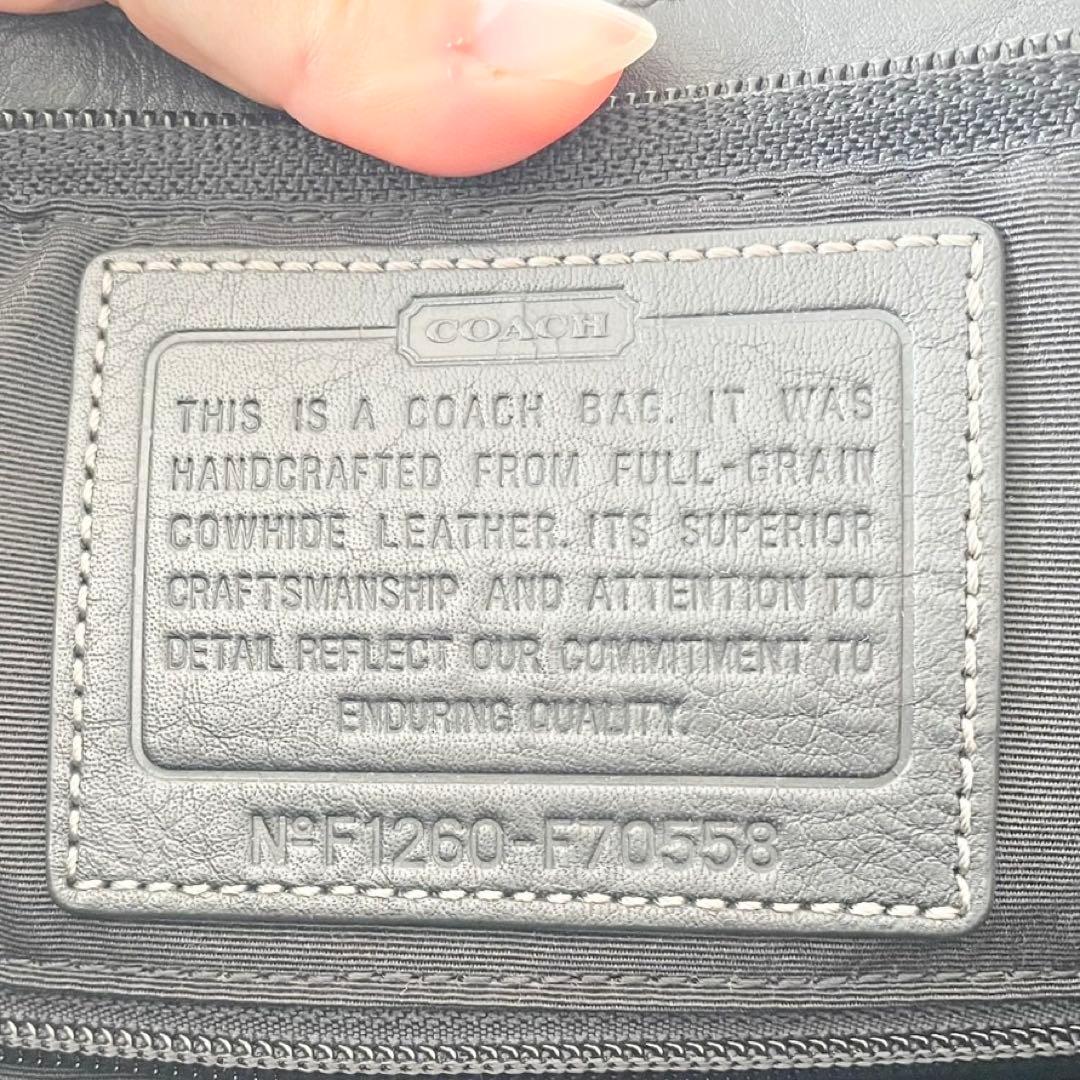 COACH
THIS IS A COACH BAG. IT WAS
HANDCRAFTED FROM FULL-GRAIN
COWHIDE LEATHER. ITS SUPERIOR
CRAFTSMANSHIP AND ATTENTION TO
DETAIL REFLECT OUR COMMITMENT TO
ENDURING QUALITY.
Nº F1260-F70558